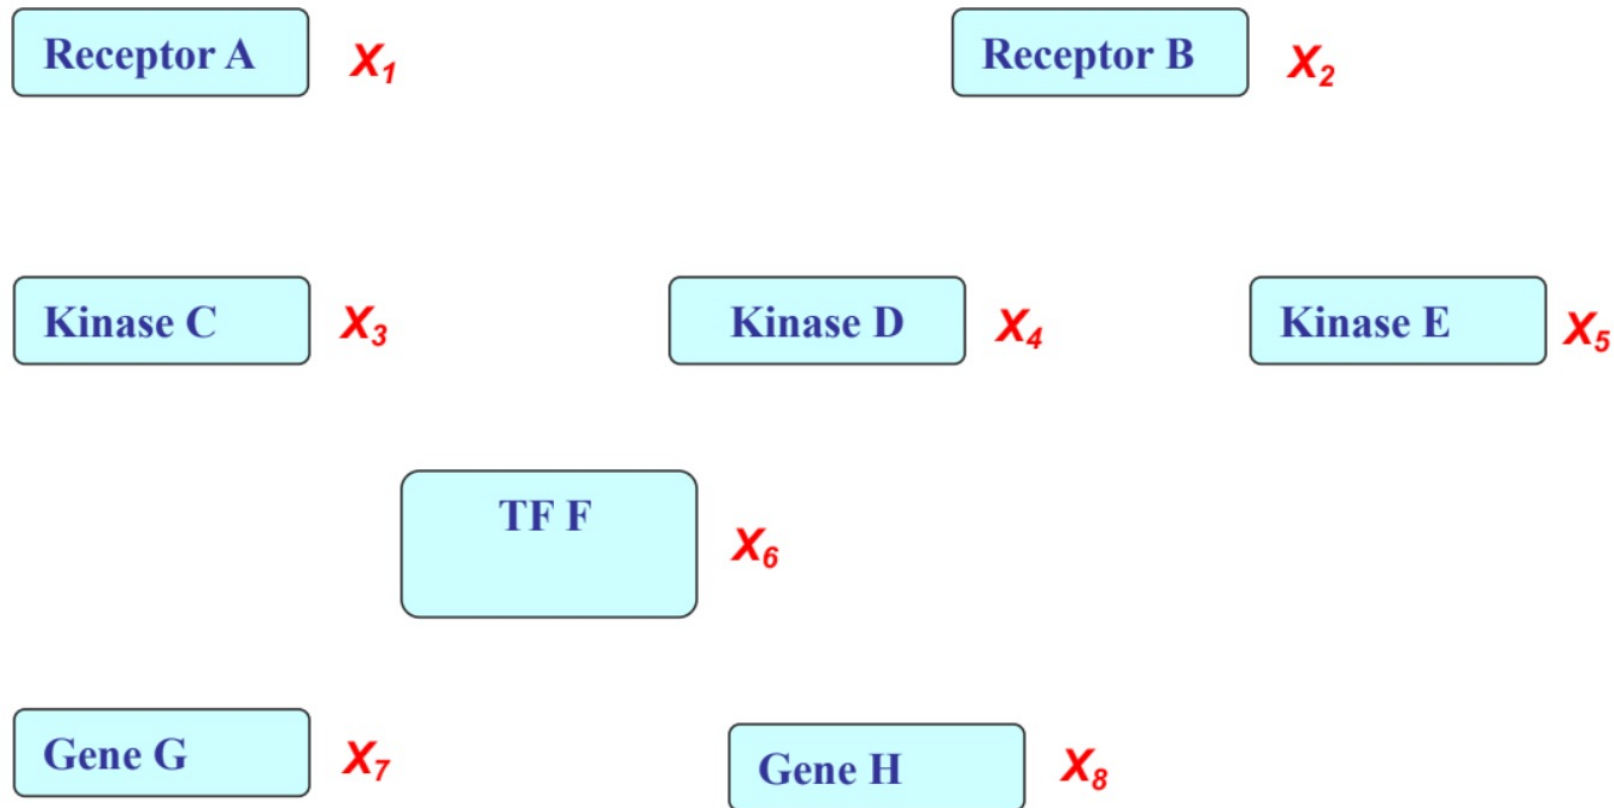 Receptor A X₁ Receptor B X₂
Kinase C X₃ Kinase D X₄ Kinase E X₅
TF F X₆
Gene G X₇ Gene H X₈